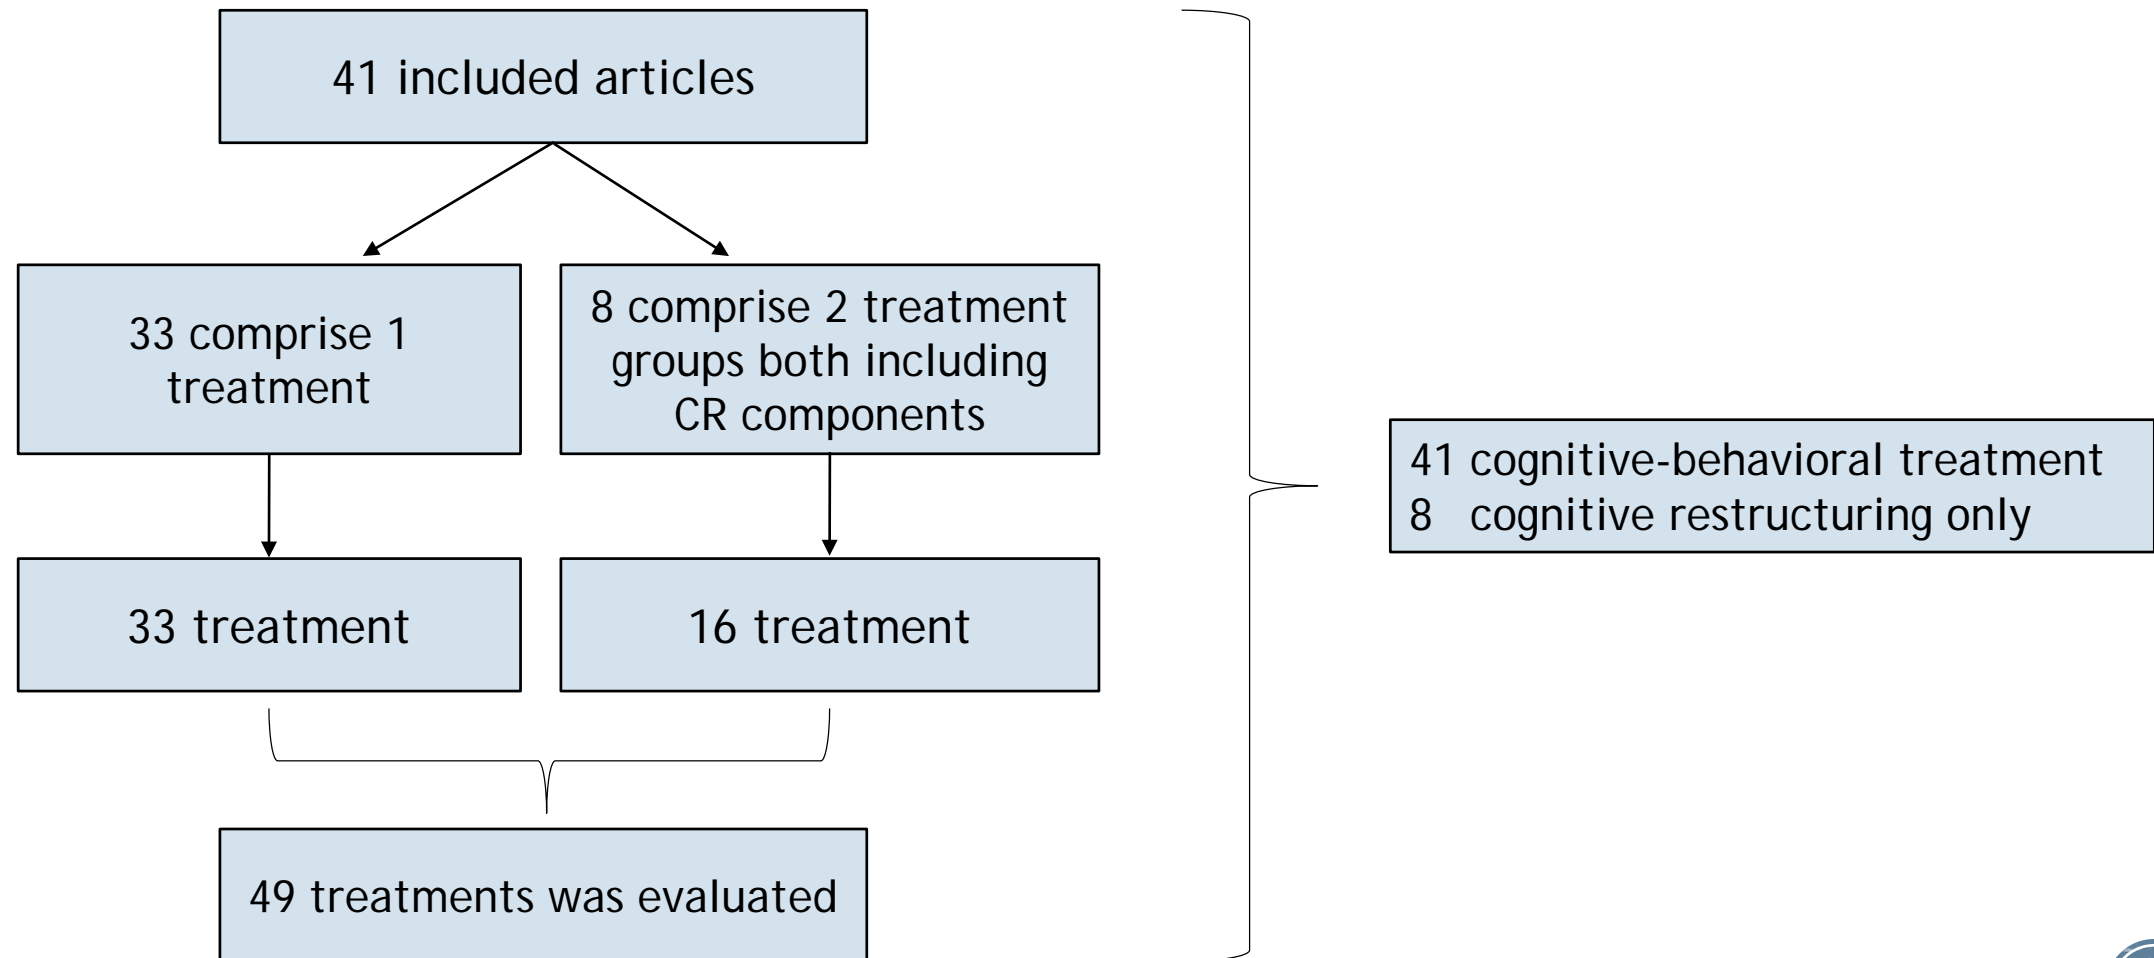 41 included articles
33 comprise 1
treatment
8 comprise 2 treatment
groups both including
CR components
33 treatment
16 treatment
49 treatments was evaluated
41 cognitive-behavioral treatment
8 cognitive restructuring only